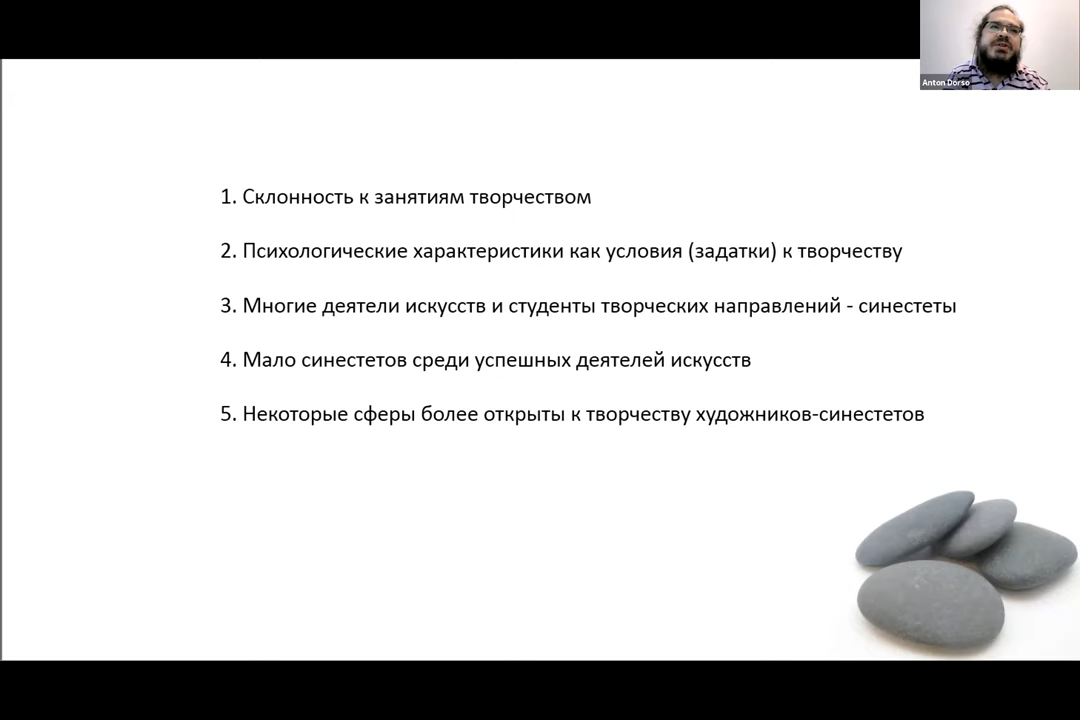 Anton Dorso
1. Склонность к занятиям творчеством
2. Психологические характеристики как условия (задатки) к творчеству
3. Многие деятели искусств и студенты творческих направлений - синестеты
4. Мало синестетов среди успешных деятелей искусств
5. Некоторые сферы более открыты к творчеству художников-синестетов